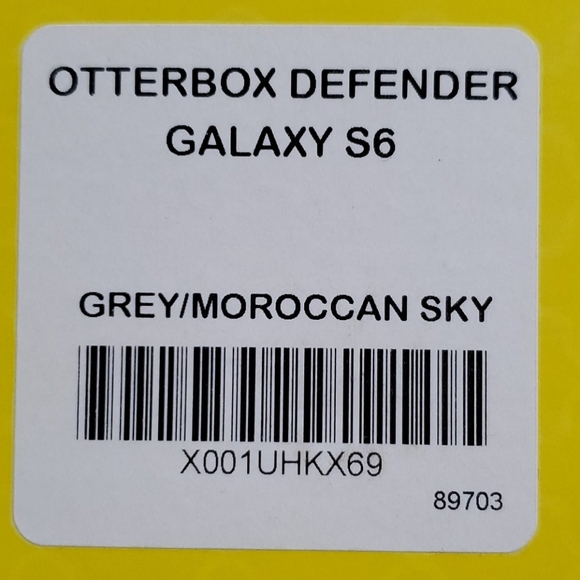 OTTERBOX DEFENDER
GALAXY S6
GREY/MOROCCAN SKY
X001UHKX69
89703